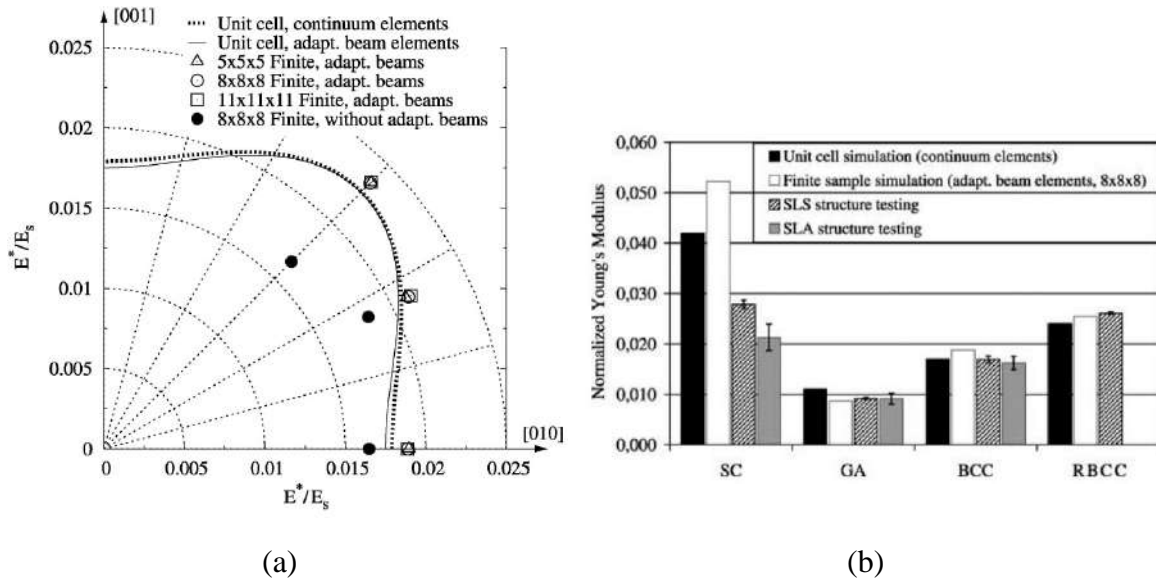 [001]
0.025
0.02
0.015
0.01
0.005
0
E*/Es
Unit cell, continuum elements
Unit cell, adapt. beam elements
5x5x5 Finite, adapt. beams
8x8x8 Finite, adapt. beams
11x11x11 Finite, adapt. beams
8x8x8 Finite, without adapt. beams
[010]
0 0.005 0.01 0.015 0.02 0.025
E*/Es
(a)
Normalized Young's Modulus
0,060
0,050
0,040
0,030
0,020
0,010
0,000
Unit cell simulation (continuum elements)
Finite sample simulation (adapt. beam elements, 8x8x8)
SLS structure testing
SLA structure testing
SC GA BCC RBCC
(b)